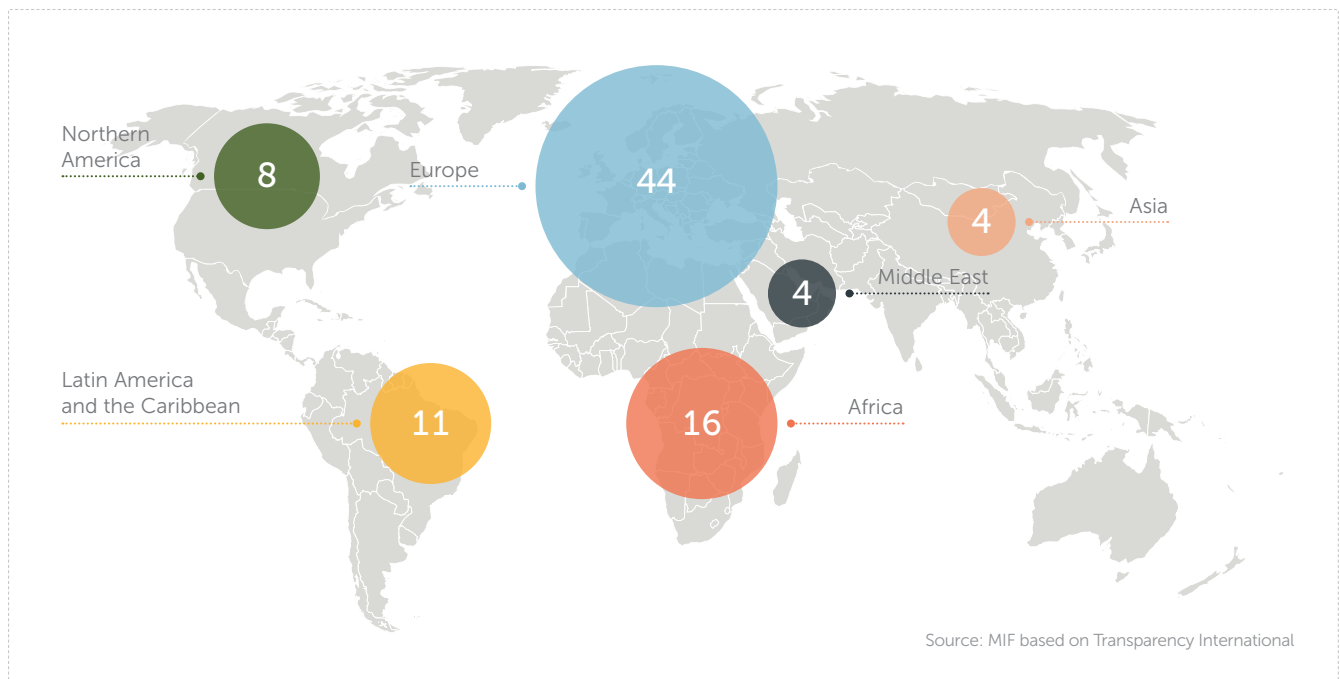 Northern
America
8
Europe
44
4
Asia
4
Middle East
Latin America
and the Caribbean
11
16
Africa
Source: MIF based on Transparency International